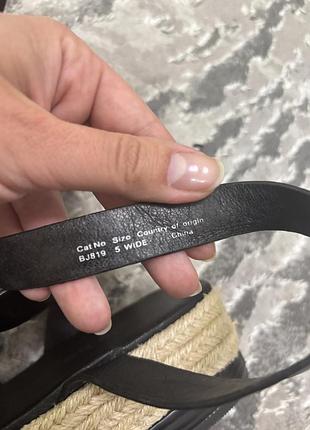 Cat No Size Country of origin
BJ819 5 WIDE China